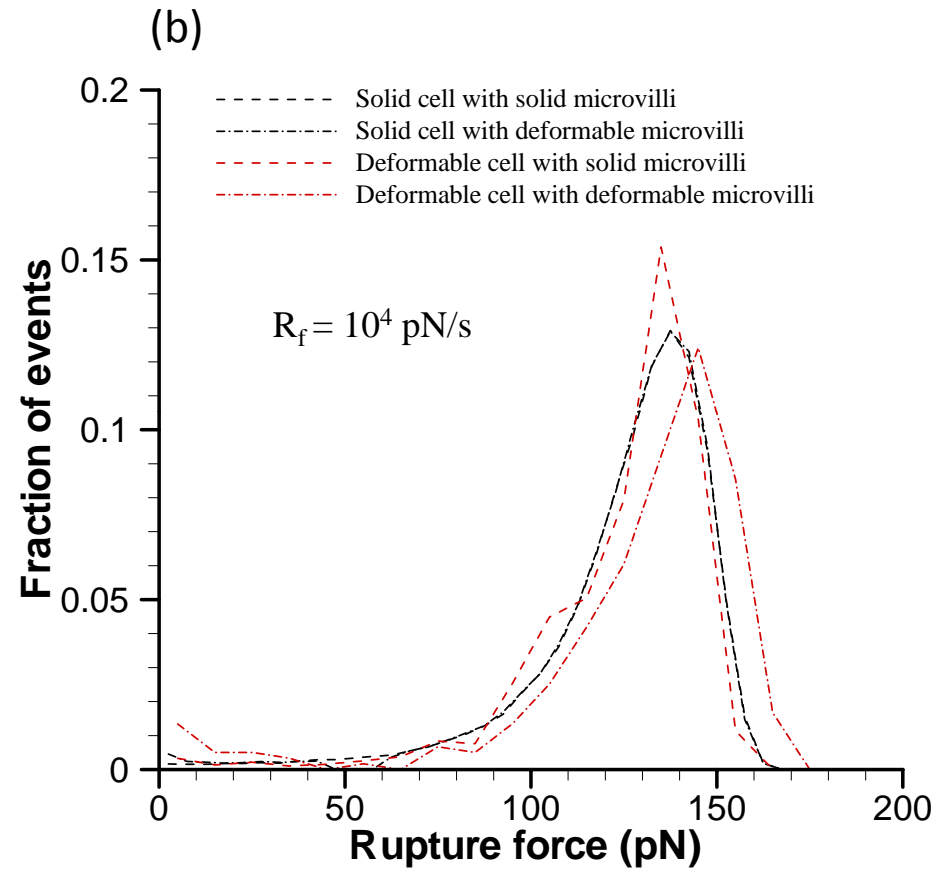 (b)
0.2
Solid cell with solid microvilli
Solid cell with deformable microvilli
Deformable cell with solid microvilli
Deformable cell with deformable microvilli
0.15
R_f = 10^4 pN/s
0.1
0.05
0
Fraction of events
0 50 100 150 200
Rupture force (pN)